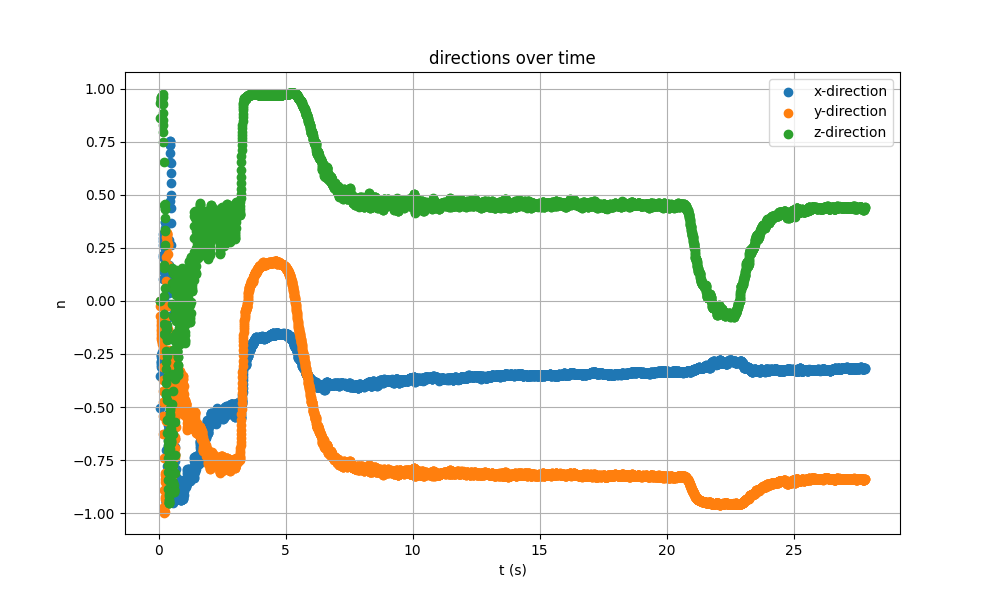 directions over time
x-direction
y-direction
z-direction
1.00
0.75
0.50
0.25
0.00
−0.25
−0.50
−0.75
−1.00
n
0 5 10 15 20 25
t (s)